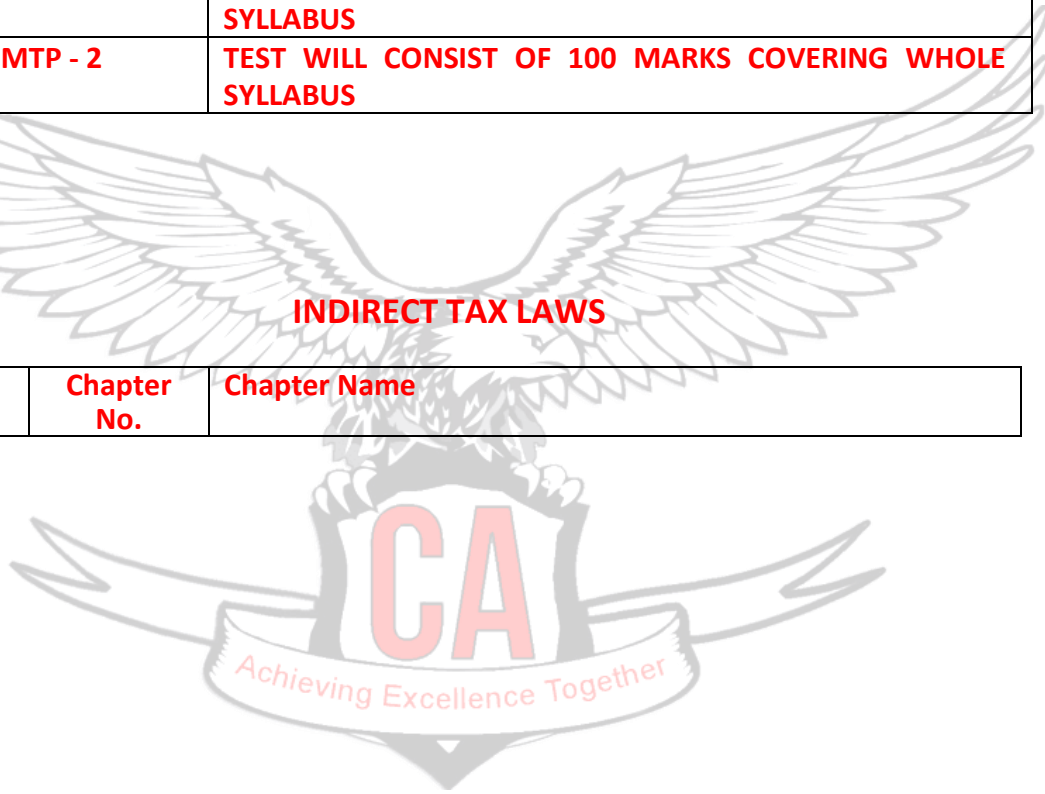 SYLLABUS
MTP - 2 TEST WILL CONSIST OF 100 MARKS COVERING WHOLE
SYLLABUS
INDIRECT TAX LAWS
Chapter Chapter Name
No.
CA
Achieving Excellence Together